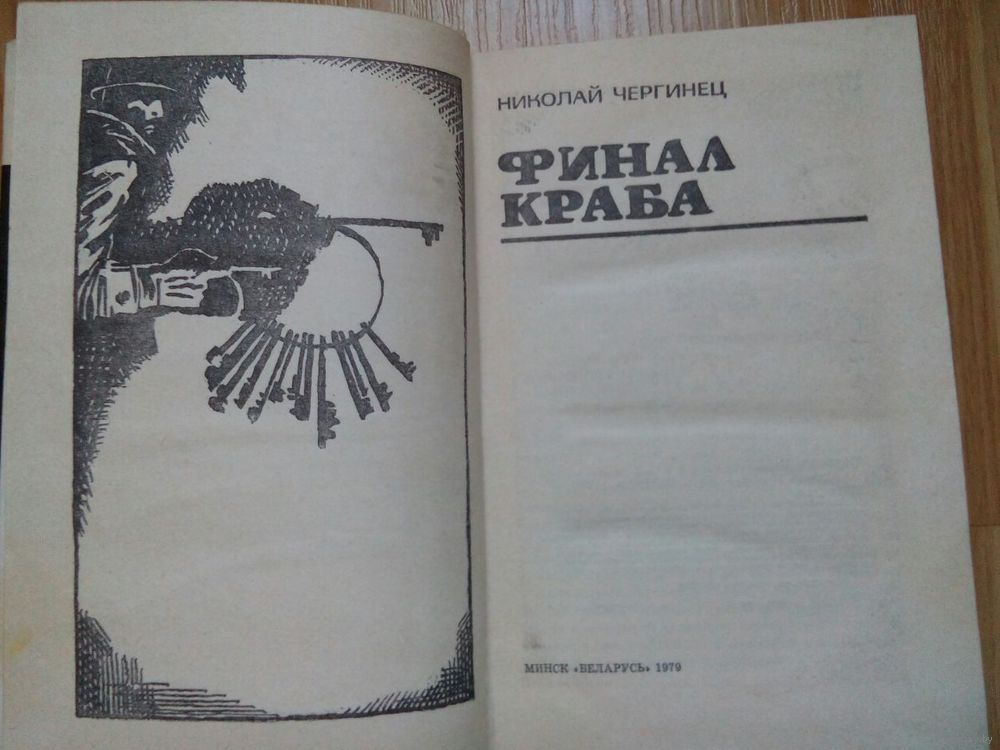 НИКОЛАЙ ЧЕРГИНЕЦ
ФИНАЛ
КРАБА
МИНСК «БЕЛАРУСЬ» 1979